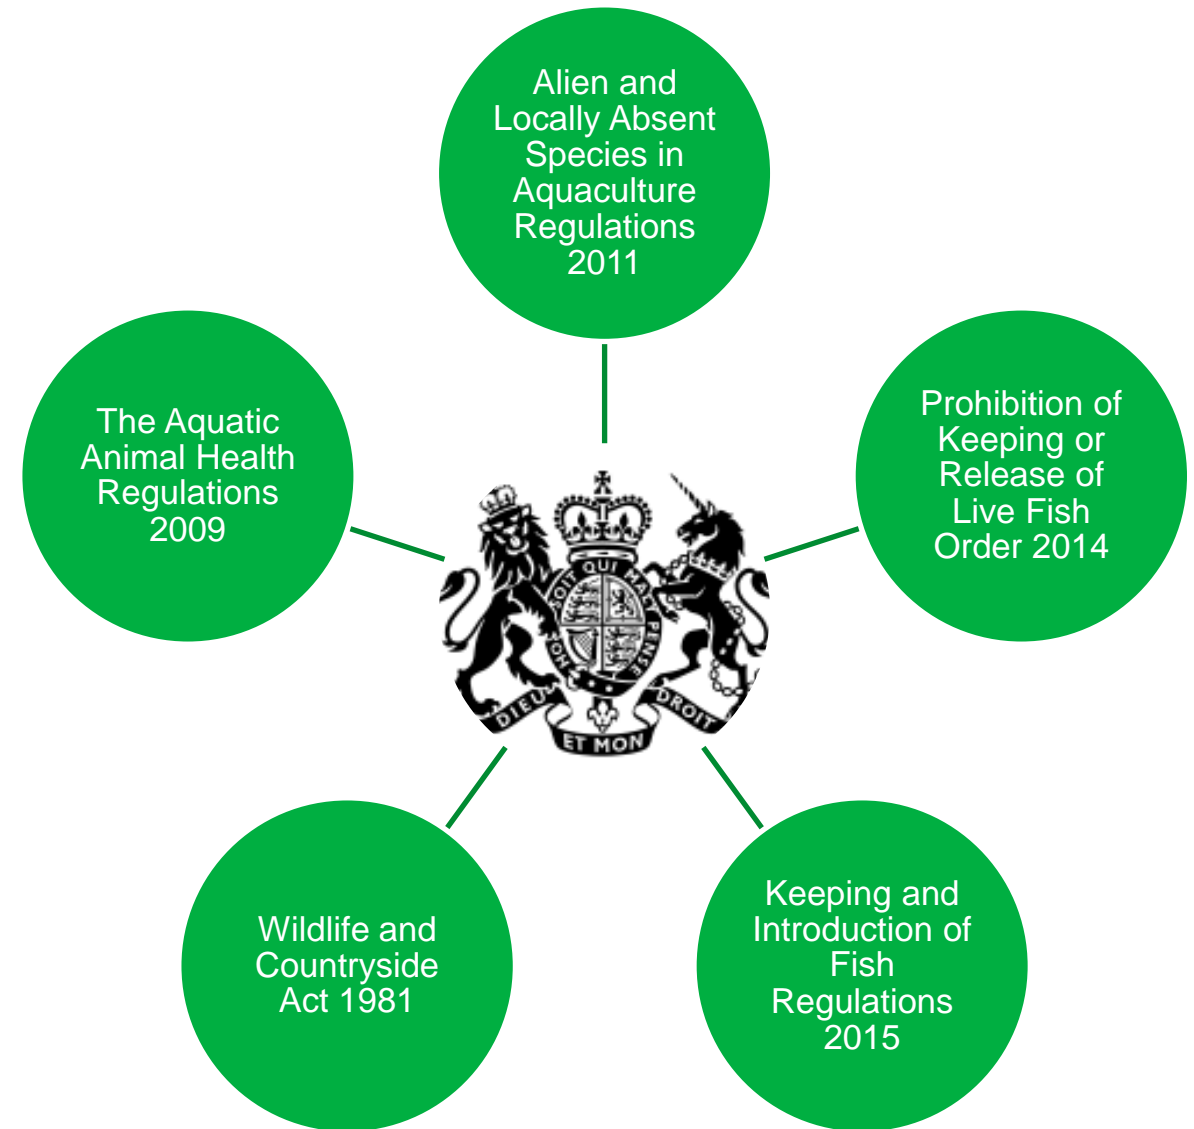 Alien and
Locally Absent
Species in
Aquaculture
Regulations
2011
Prohibition of
Keeping or
Release of
Live Fish
Order 2014
Keeping and
Introduction of
Fish
Regulations
2015
Wildlife and
Countryside
Act 1981
The Aquatic
Animal Health
Regulations
2009
SOIT QUI MAL Y PENSE
DIEU ET MON DROIT